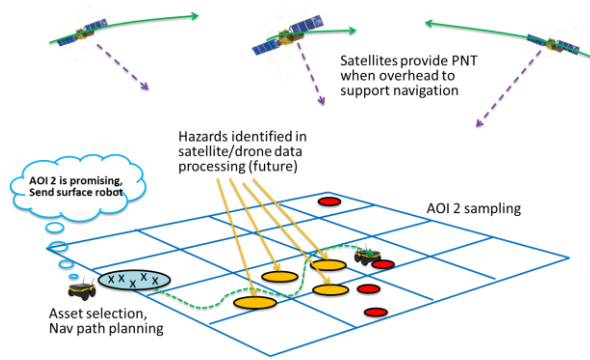 Satellites provide PNT
when overhead to
support navigation
Hazards identified in
satellite/drone data
processing (future)
AOI 2 is promising,
Send surface robot
AOI 2 sampling
X X X X X X
Asset selection,
Nav path planning